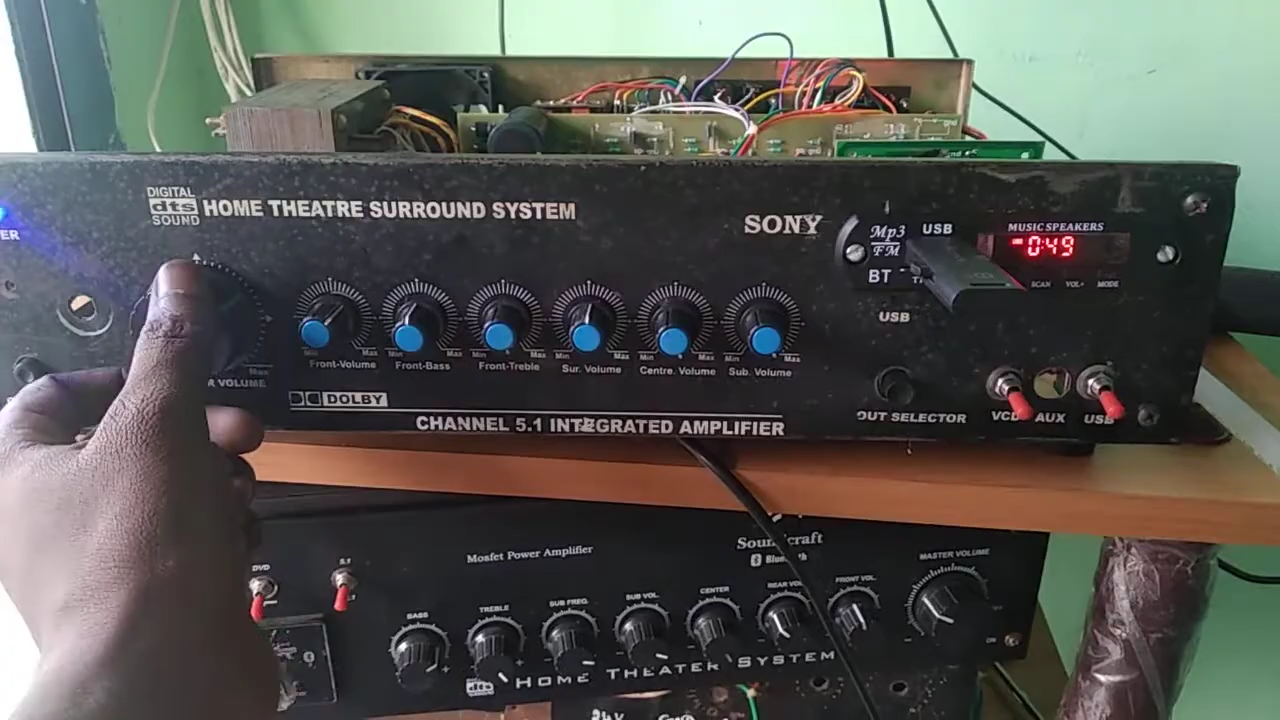 DIGITAL
dts
SOUND
HOME THEATRE SURROUND SYSTEM
SONY
Mp3
FM
USB
BT
MUSIC SPEAKERS
-0:49
SCAN VOL+ MODE
USB
Min Max
Front-Volume
Min Max
Front-Bass
Min Max
Front-Treble
Min Max
Sur. Volume
Min Max
Centre. Volume
Min Max
Sub. Volume
Max
VOLUME
DOLBY
CHANNEL 5.1 INTEGRATED AMPLIFIER
OUT SELECTOR
VCD AUX USB
Mosfet Power Amplifier
Soundcraft
Bluetooth
MASTER VOLUME
DVD
5.1
BASS
TREBLE
SUB FREQ.
SUB VOL.
CENTER
REAR VOL
FRONT VOL.
dts
HOME THEATER SYSTEM